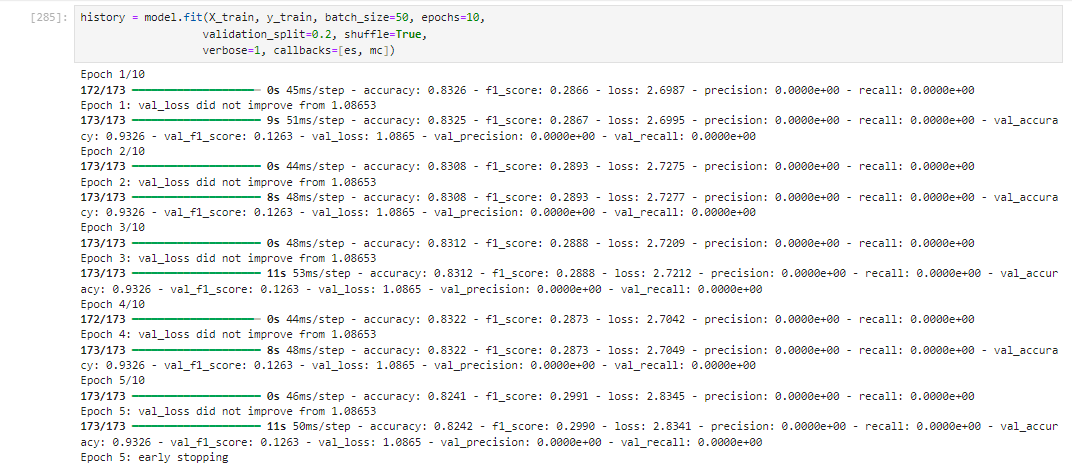 [285]: history = model.fit(X_train, y_train, batch_size=50, epochs=10,
validation_split=0.2, shuffle=True,
verbose=1, callbacks=[es, mc])
Epoch 1/10
172/173 0s 45ms/step - accuracy: 0.8326 - f1_score: 0.2866 - loss: 2.6987 - precision: 0.0000e+00 - recall: 0.0000e+00
Epoch 1: val_loss did not improve from 1.08653
173/173 9s 51ms/step - accuracy: 0.8325 - f1_score: 0.2867 - loss: 2.6995 - precision: 0.0000e+00 - recall: 0.0000e+00 - val_accura
cy: 0.9326 - val_f1_score: 0.1263 - val_loss: 1.0865 - val_precision: 0.0000e+00 - val_recall: 0.0000e+00
Epoch 2/10
173/173 0s 44ms/step - accuracy: 0.8308 - f1_score: 0.2893 - loss: 2.7275 - precision: 0.0000e+00 - recall: 0.0000e+00
Epoch 2: val_loss did not improve from 1.08653
173/173 8s 48ms/step - accuracy: 0.8308 - f1_score: 0.2893 - loss: 2.7277 - precision: 0.0000e+00 - recall: 0.0000e+00 - val_accura
cy: 0.9326 - val_f1_score: 0.1263 - val_loss: 1.0865 - val_precision: 0.0000e+00 - val_recall: 0.0000e+00
Epoch 3/10
173/173 0s 48ms/step - accuracy: 0.8312 - f1_score: 0.2888 - loss: 2.7209 - precision: 0.0000e+00 - recall: 0.0000e+00
Epoch 3: val_loss did not improve from 1.08653
173/173 11s 53ms/step - accuracy: 0.8312 - f1_score: 0.2888 - loss: 2.7212 - precision: 0.0000e+00 - recall: 0.0000e+00 - val_accur
acy: 0.9326 - val_f1_score: 0.1263 - val_loss: 1.0865 - val_precision: 0.0000e+00 - val_recall: 0.0000e+00
Epoch 4/10
172/173 0s 44ms/step - accuracy: 0.8322 - f1_score: 0.2873 - loss: 2.7042 - precision: 0.0000e+00 - recall: 0.0000e+00
Epoch 4: val_loss did not improve from 1.08653
173/173 8s 48ms/step - accuracy: 0.8322 - f1_score: 0.2873 - loss: 2.7049 - precision: 0.0000e+00 - recall: 0.0000e+00 - val_accura
cy: 0.9326 - val_f1_score: 0.1263 - val_loss: 1.0865 - val_precision: 0.0000e+00 - val_recall: 0.0000e+00
Epoch 5/10
173/173 0s 46ms/step - accuracy: 0.8241 - f1_score: 0.2991 - loss: 2.8345 - precision: 0.0000e+00 - recall: 0.0000e+00
Epoch 5: val_loss did not improve from 1.08653
173/173 11s 50ms/step - accuracy: 0.8242 - f1_score: 0.2990 - loss: 2.8341 - precision: 0.0000e+00 - recall: 0.0000e+00 - val_accur
acy: 0.9326 - val_f1_score: 0.1263 - val_loss: 1.0865 - val_precision: 0.0000e+00 - val_recall: 0.0000e+00
Epoch 5: early stopping